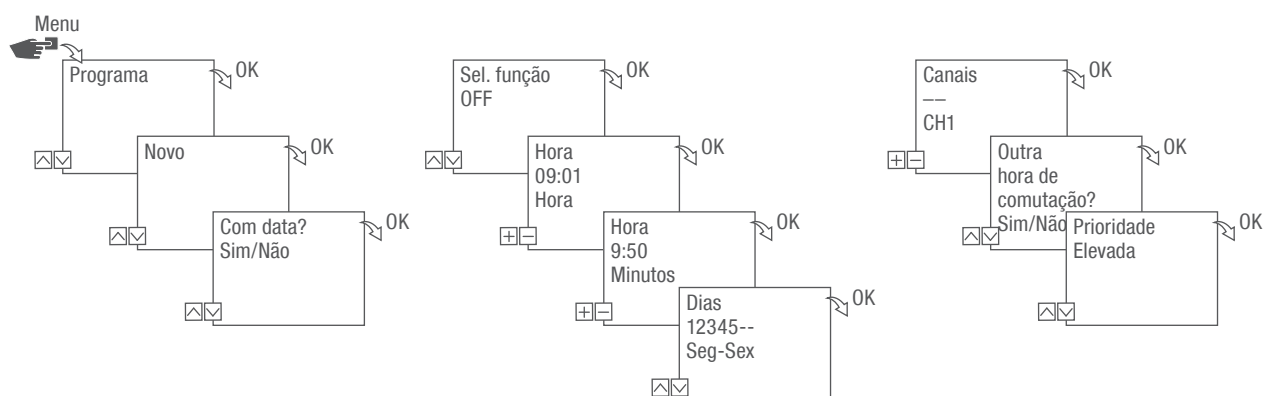 Menu
Programa
OK
Novo
OK
Com data?
Sim/Não
OK
Sel. função
OFF
OK
Hora
09:01
Hora
OK
Hora
9:50
Minutos
OK
Dias
12345--
Seg-Sex
OK
Canais
––
CH1
OK
Outra
hora de
comutação?
Sim/Não
OK
Prioridade
Elevada
OK